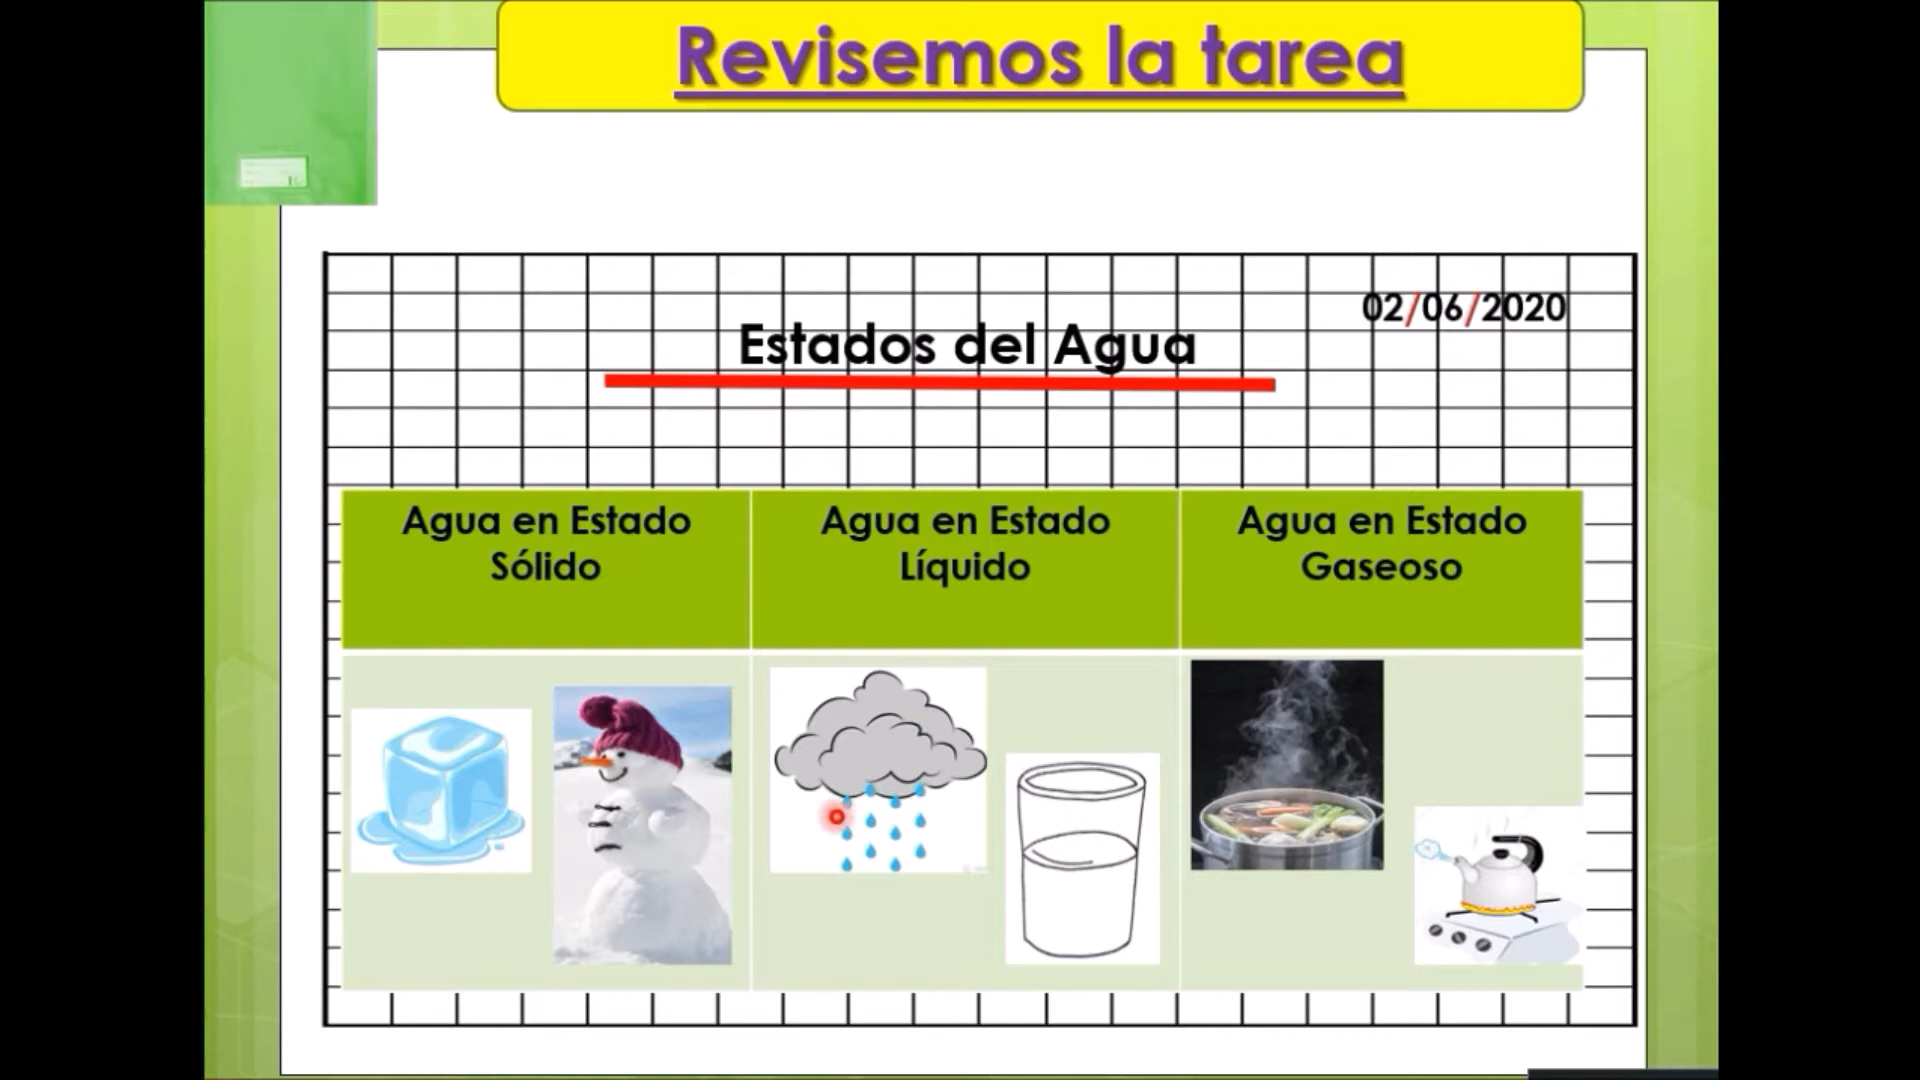 Revisemos la tarea
02/06/2020
Estados del Agua
Agua en Estado
Sólido
Agua en Estado
Líquido
Agua en Estado
Gaseoso